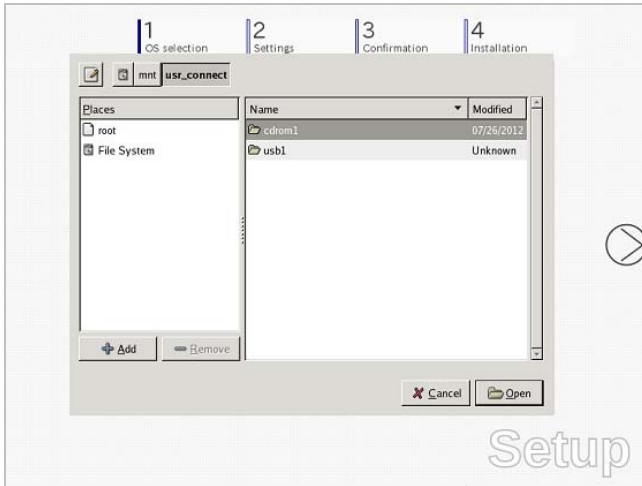 1 2 3 4
OS selection Settings Confirmation Installation
mnt usr_connect
Places Name Modified
root cdrom1 07/26/2012
File System usb1 Unknown
Add Remove
Cancel Open
Setup